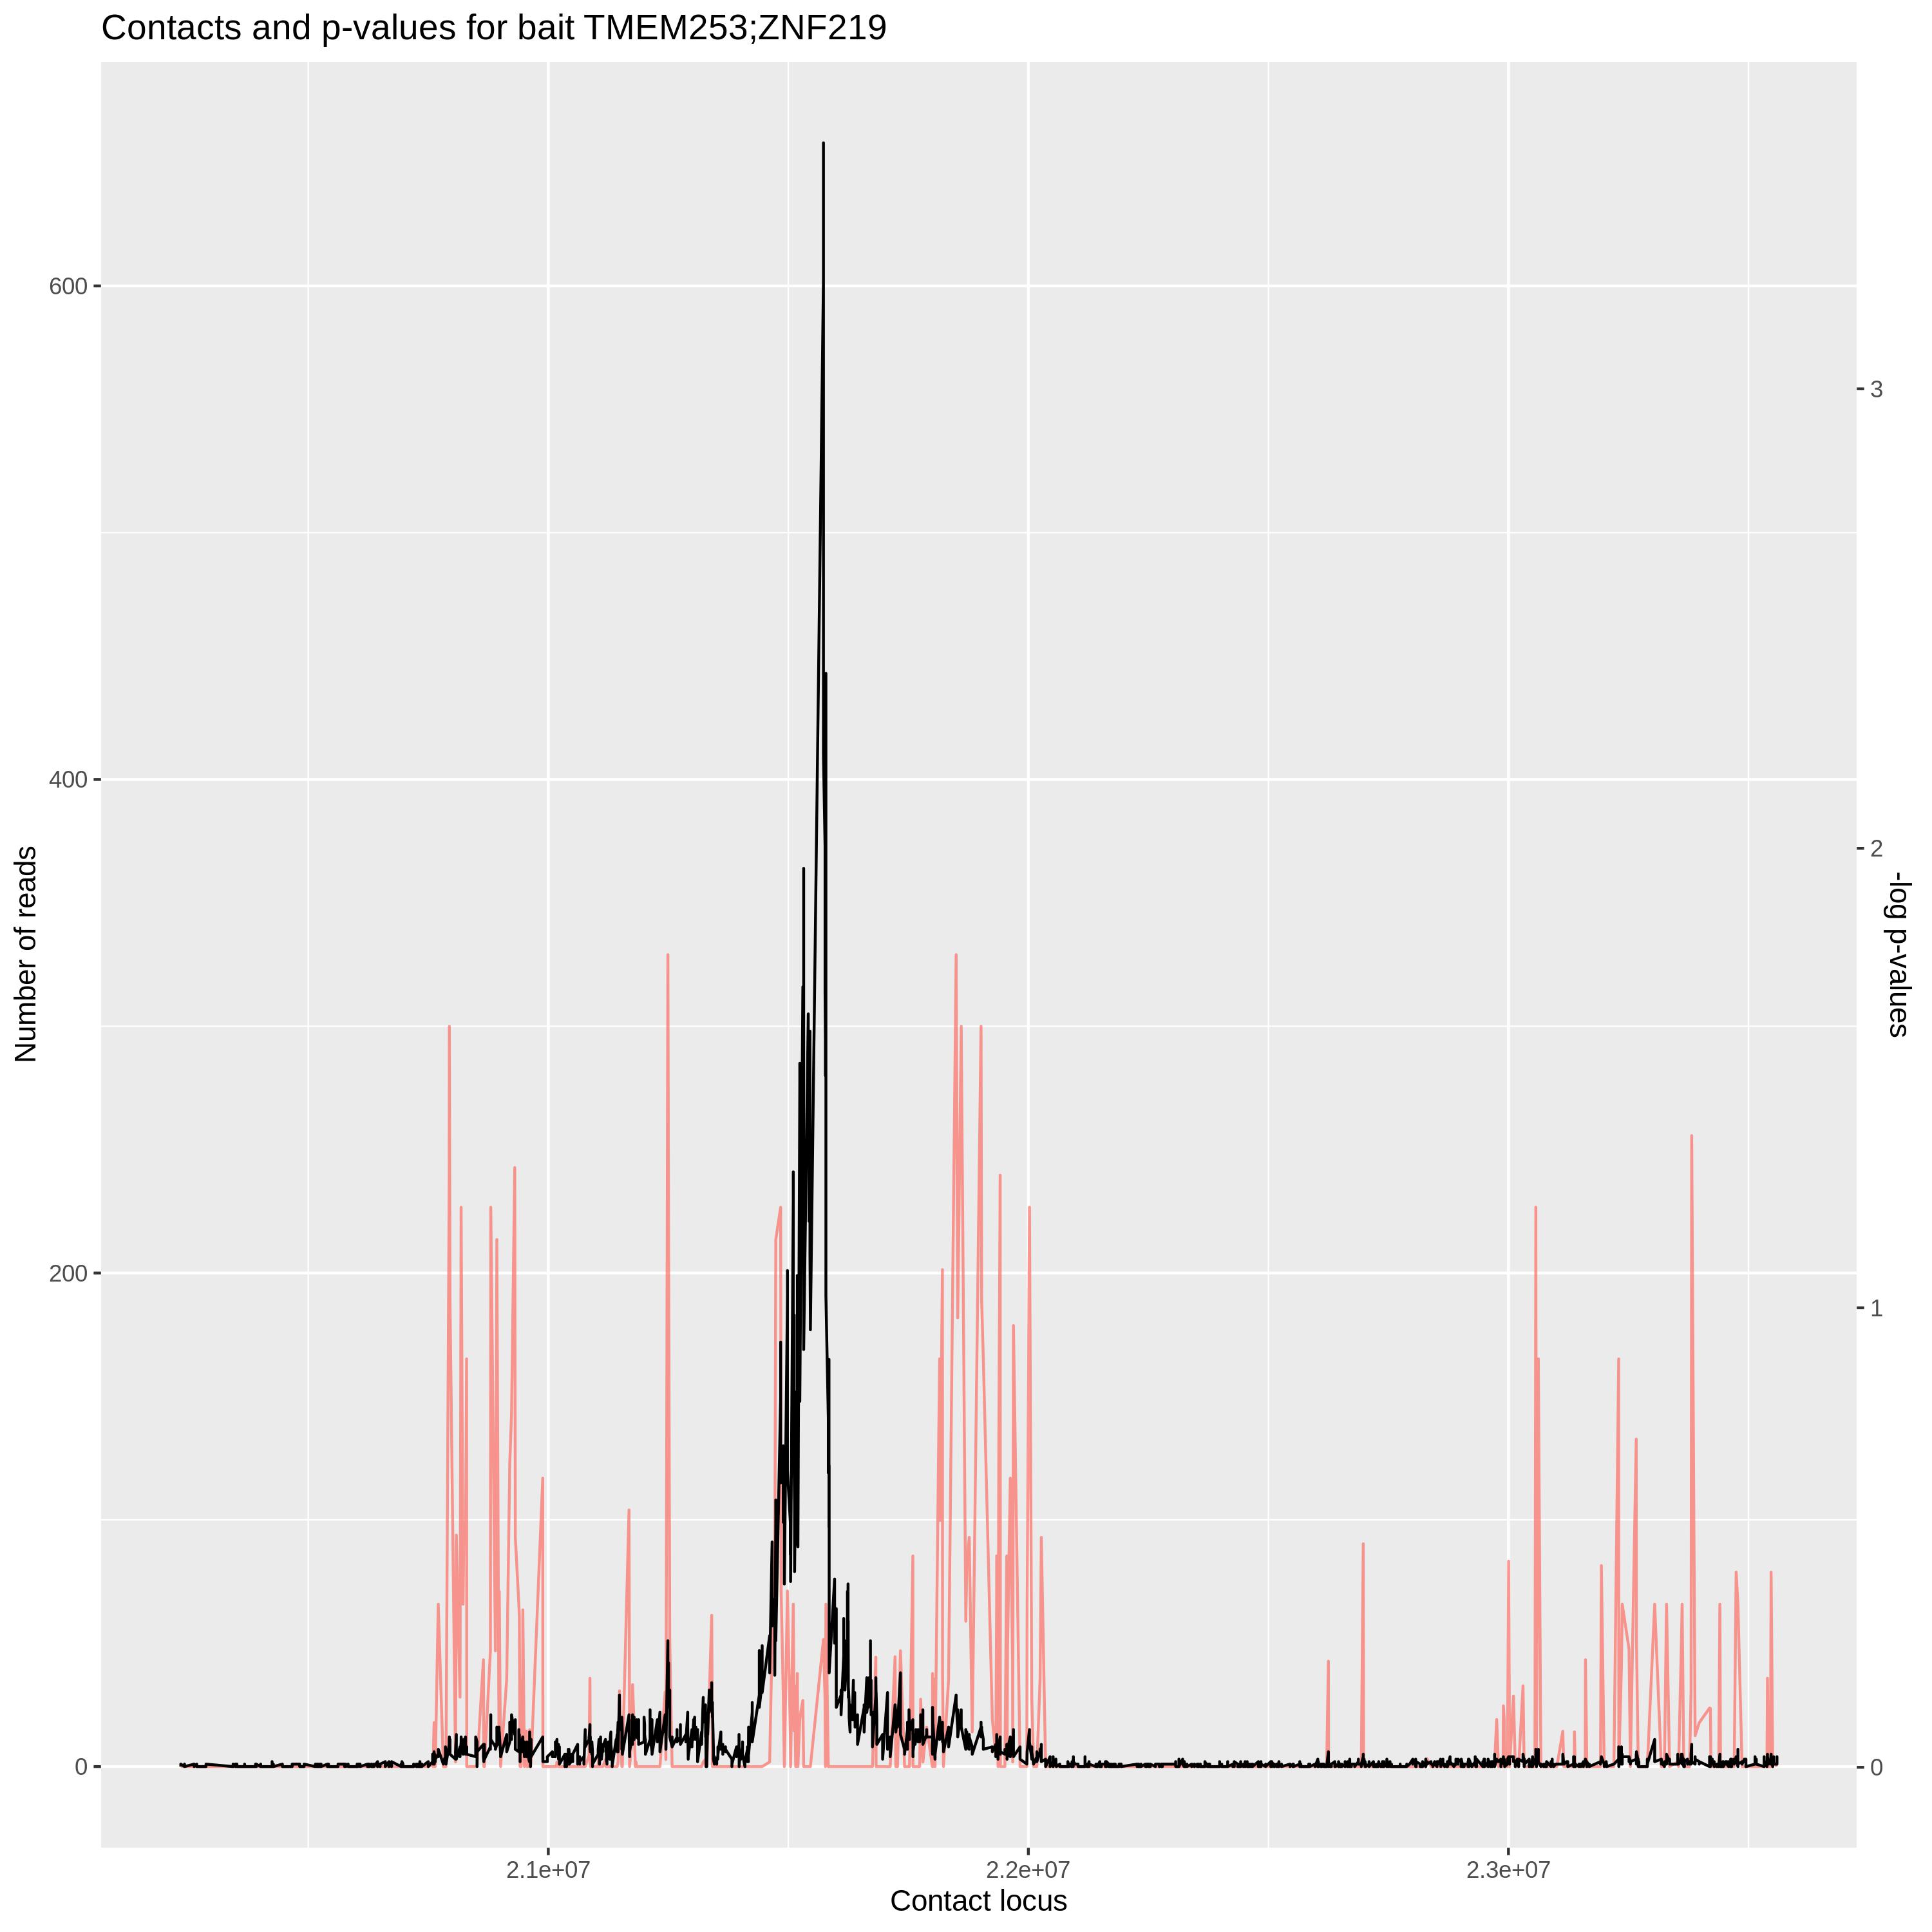 Contacts and p-values for bait TMEM253;ZNF219
600
400
200
0
Number of reads
3
2
1
0
-log p-values
2.1e+07
2.2e+07
2.3e+07
Contact locus